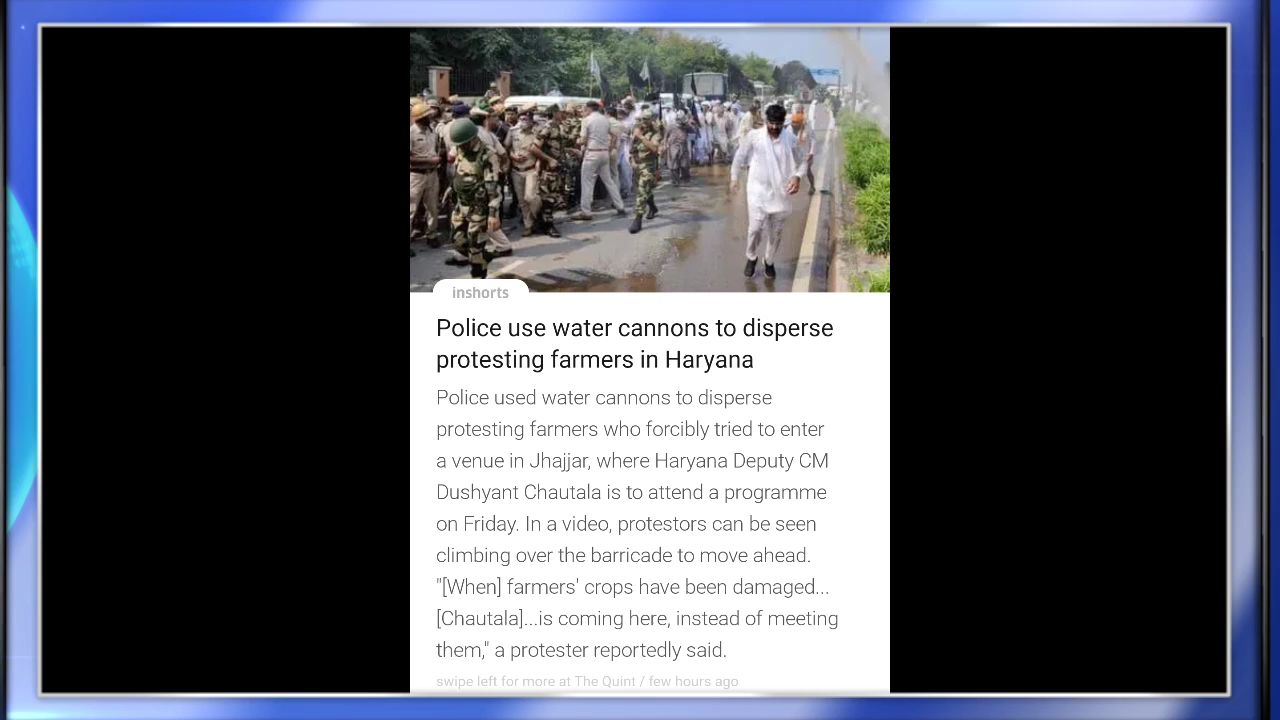 inshorts
Police use water cannons to disperse
protesting farmers in Haryana
Police used water cannons to disperse
protesting farmers who forcibly tried to enter
a venue in Jhajjar, where Haryana Deputy CM
Dushyant Chautala is to attend a programme
on Friday. In a video, protestors can be seen
climbing over the barricade to move ahead.
"[When] farmers' crops have been damaged...
[Chautala]...is coming here, instead of meeting
them," a protester reportedly said.
swipe left for more at The Quint / few hours ago